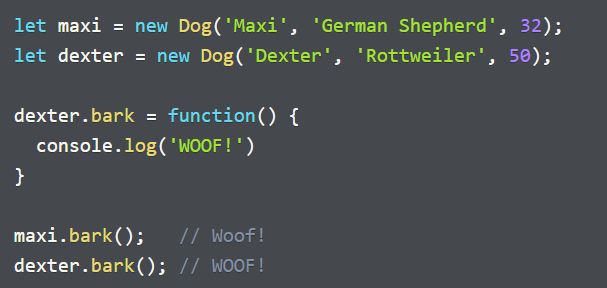 let maxi = new Dog('Maxi', 'German Shepherd', 32);
let dexter = new Dog('Dexter', 'Rottweiler', 50);

dexter.bark = function() {
  console.log('WOOF!')
}

maxi.bark();   // Woof!
dexter.bark(); // WOOF!